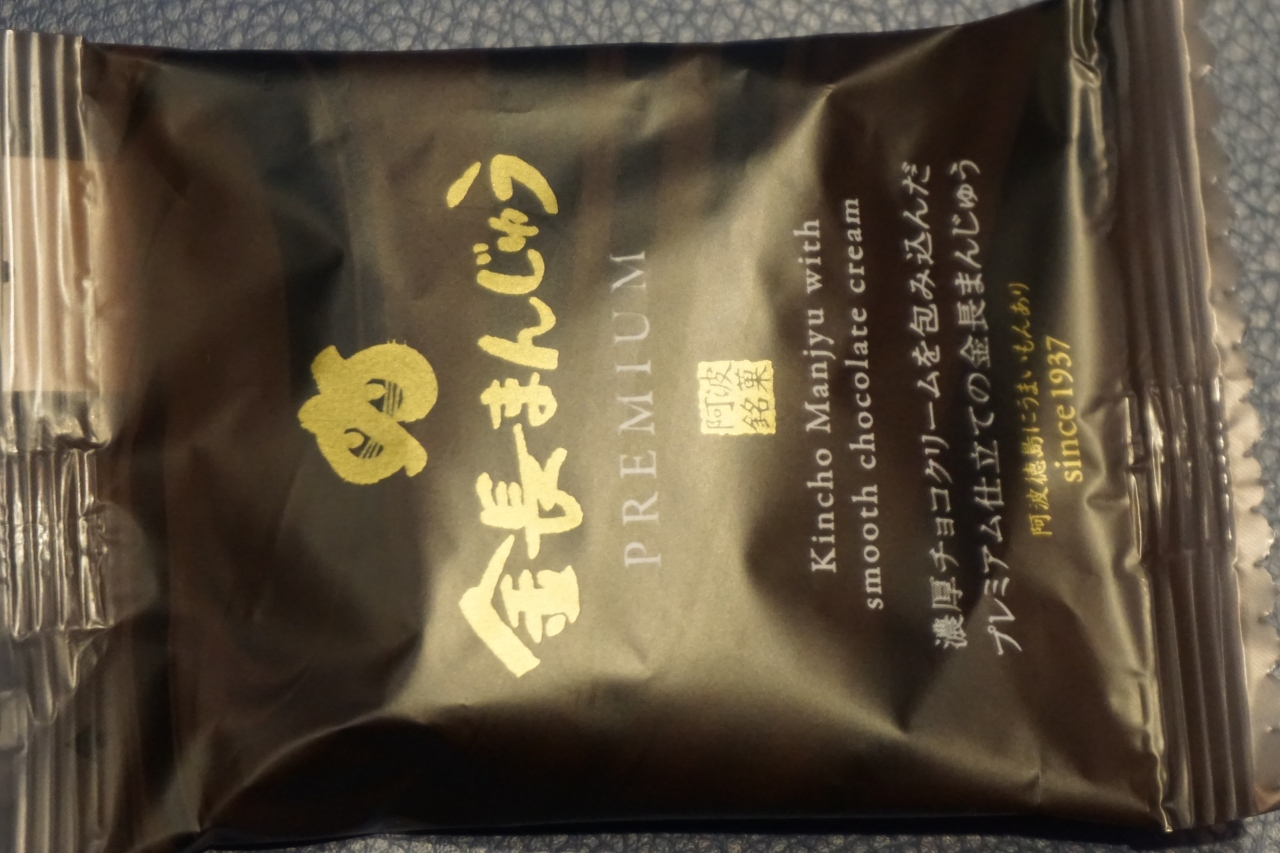 金長まんじゅう
PREMIUM
阿波
銘菓
Kincho Manjyu with
smooth chocolate cream
濃厚チョコクリームを包み込んだ
プレミアム仕立ての金長まんじゅう
阿波徳島にうまいもんあり
since 1937